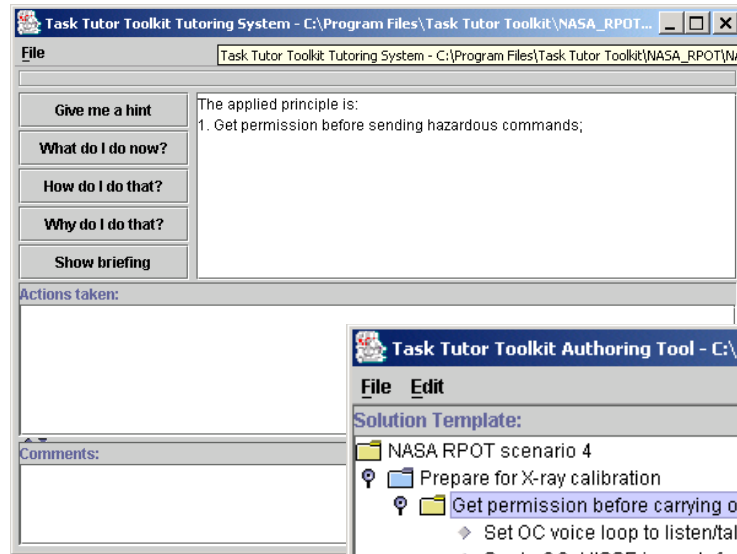 Task Tutor Toolkit Tutoring System - C:\Program Files\Task Tutor Toolkit\NASA_RPOT...
File
Task Tutor Toolkit Tutoring System - C:\Program Files\Task Tutor Toolkit\NASA_RPOT\N
Give me a hint
The applied principle is:
1. Get permission before sending hazardous commands;
What do I do now?
How do I do that?
Why do I do that?
Show briefing
Actions taken:
Task Tutor Toolkit Authoring Tool - C:\
File Edit
Solution Template:
NASA RPOT scenario 4
Comments:
Prepare for X-ray calibration
Get permission before carrying o
Set OC voice loop to listen/tal